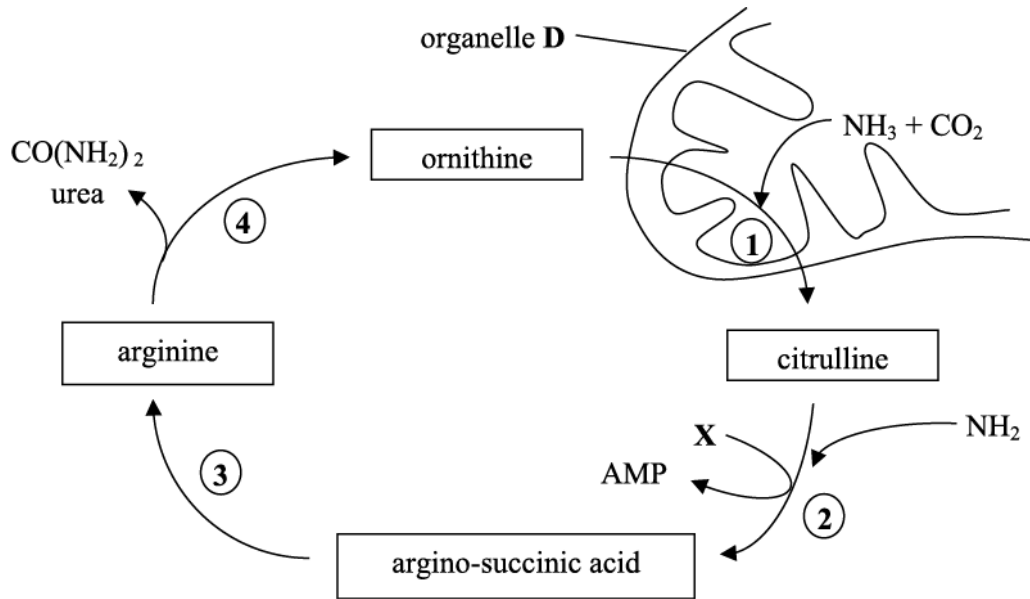 organelle D
NH₃ + CO₂
CO(NH₂)₂
urea
ornithine
4
1
arginine
citrulline
X
NH₂
AMP
3
2
argino-succinic acid